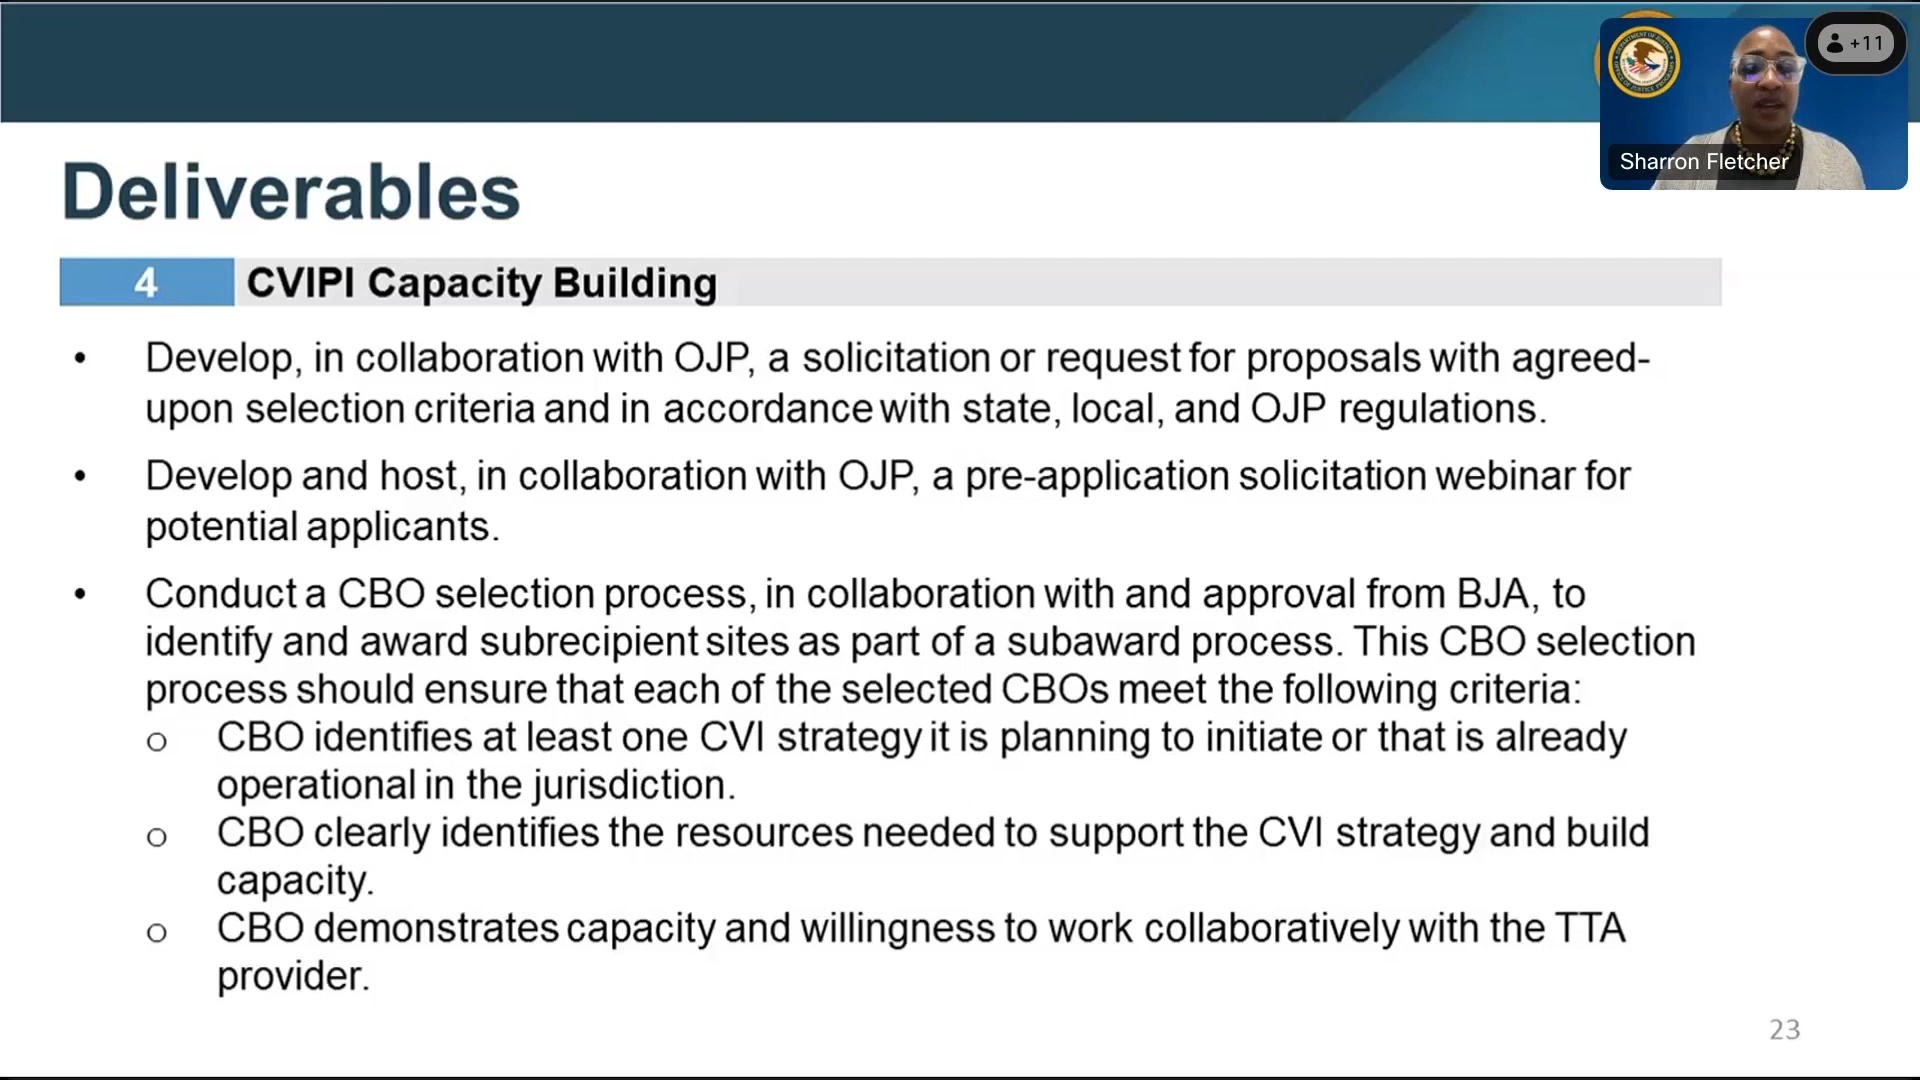 +11
Sharron Fletcher
Deliverables
4 CVIPI Capacity Building
• Develop, in collaboration with OJP, a solicitation or request for proposals with agreed-
upon selection criteria and in accordance with state, local, and OJP regulations.
• Develop and host, in collaboration with OJP, a pre-application solicitation webinar for
potential applicants.
• Conduct a CBO selection process, in collaboration with and approval from BJA, to
identify and award subrecipient sites as part of a subaward process. This CBO selection
process should ensure that each of the selected CBOs meet the following criteria:
o CBO identifies at least one CVI strategy it is planning to initiate or that is already
operational in the jurisdiction.
o CBO clearly identifies the resources needed to support the CVI strategy and build
capacity.
o CBO demonstrates capacity and willingness to work collaboratively with the TTA
provider.
23